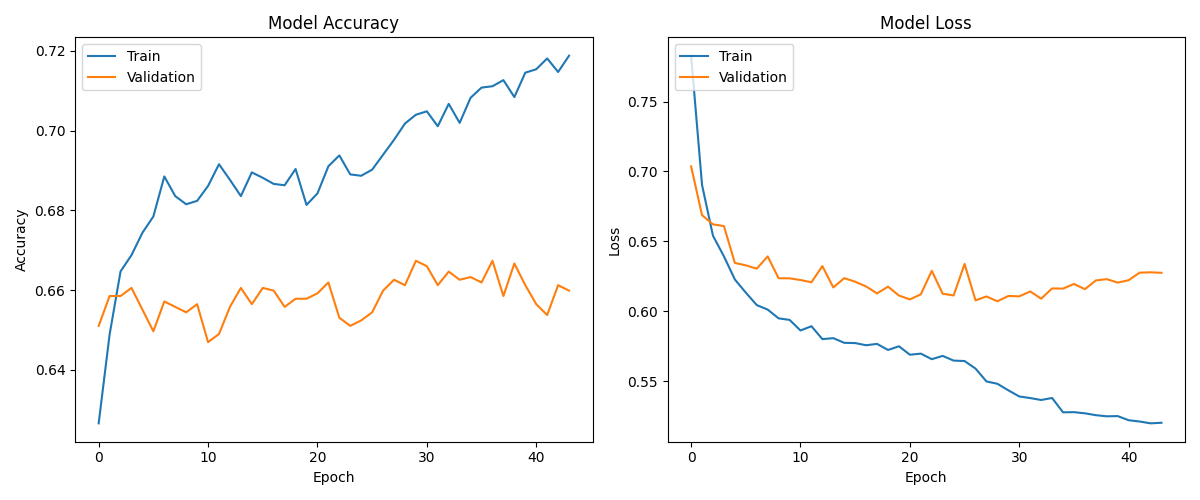 Model Accuracy
Train
Validation
0.72
0.70
0.68
0.66
0.64
Accuracy
0 10 20 30 40
Epoch
Model Loss
Train
Validation
0.75
0.70
0.65
0.60
0.55
Loss
0 10 20 30 40
Epoch